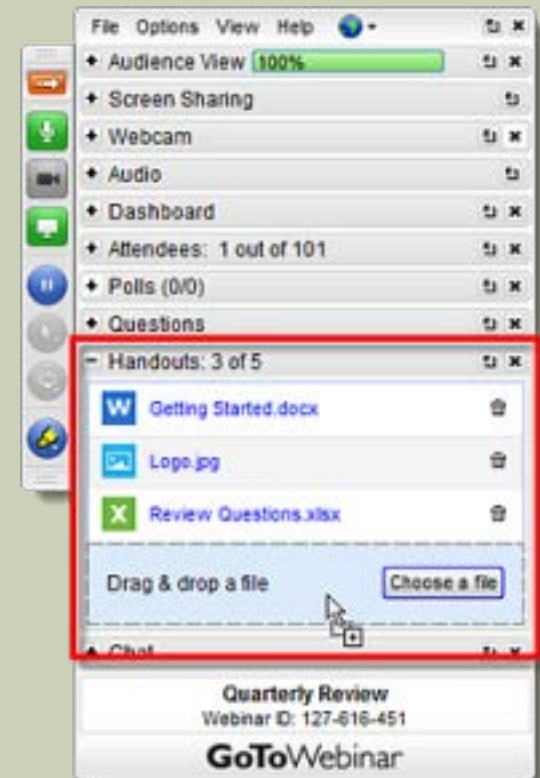 File Options View Help
Audience View 100%
Screen Sharing
Webcam
Audio
Dashboard
Attendees: 1 out of 101
Polls (0/0)
Questions
Handouts: 3 of 5
W Getting Started.docx
Logo.jpg
X Review Questions.xlsx
Drag & drop a file Choose a file
Chat
Quarterly Review
Webinar ID: 127-616-451
GoToWebinar